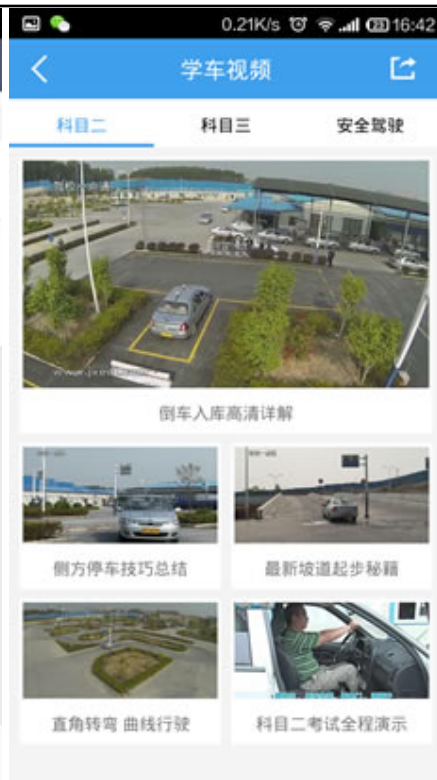 0.21K/s
23
16:42
学车视频
科目二 科目三 安全驾驶
倒车入库高清详解
侧方停车技巧总结 最新坡道起步秘籍
直角转弯 曲线行驶 科目二考试全程演示